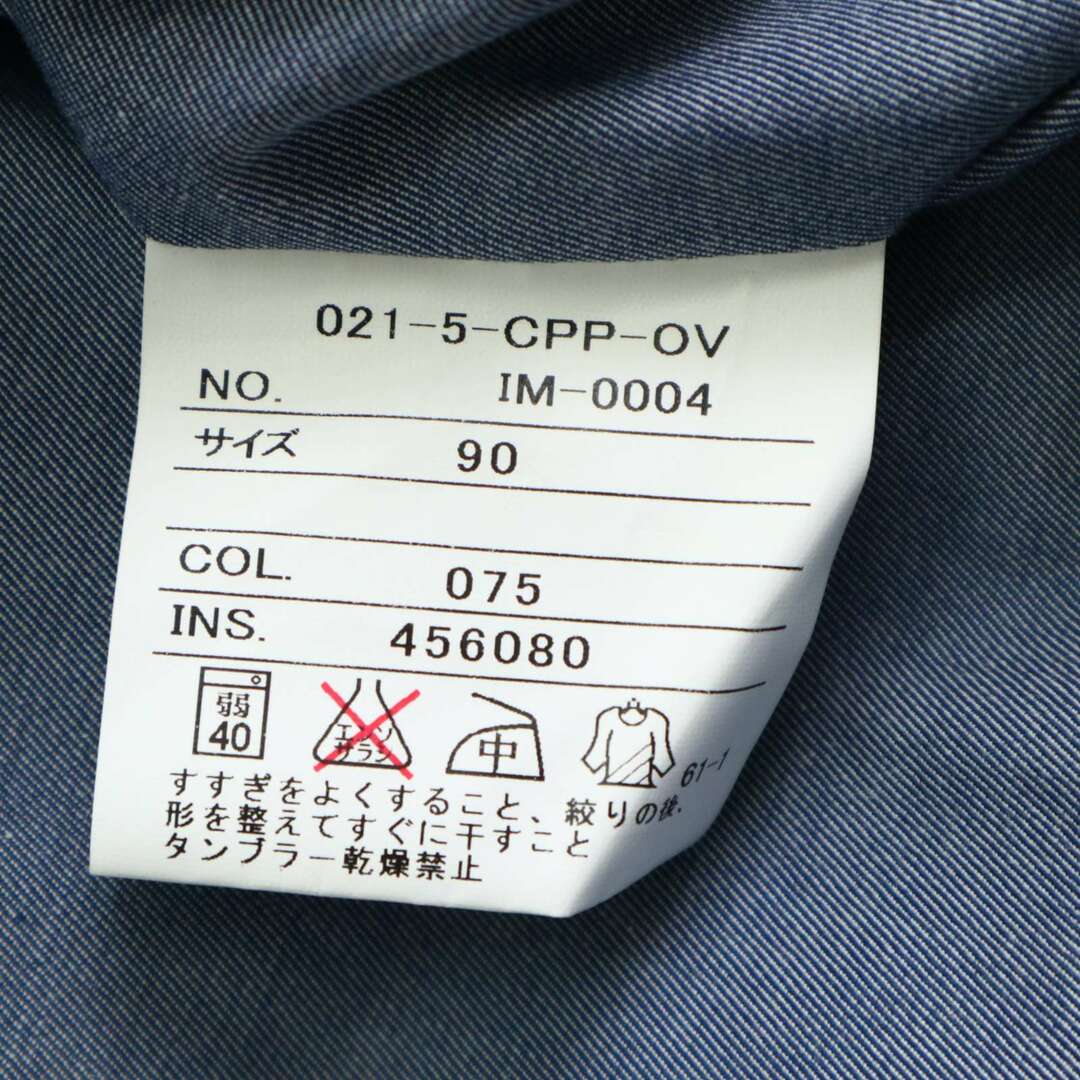 021-5-CPP-OV
NO. IM-0004
サイズ 90
COL. 075
INS. 456080
弱
40
エンソ
サラシ
中
61-1
すすぎをよくすること、絞りの後、
形を整えてすぐに干すこと
タンブラー乾燥禁止